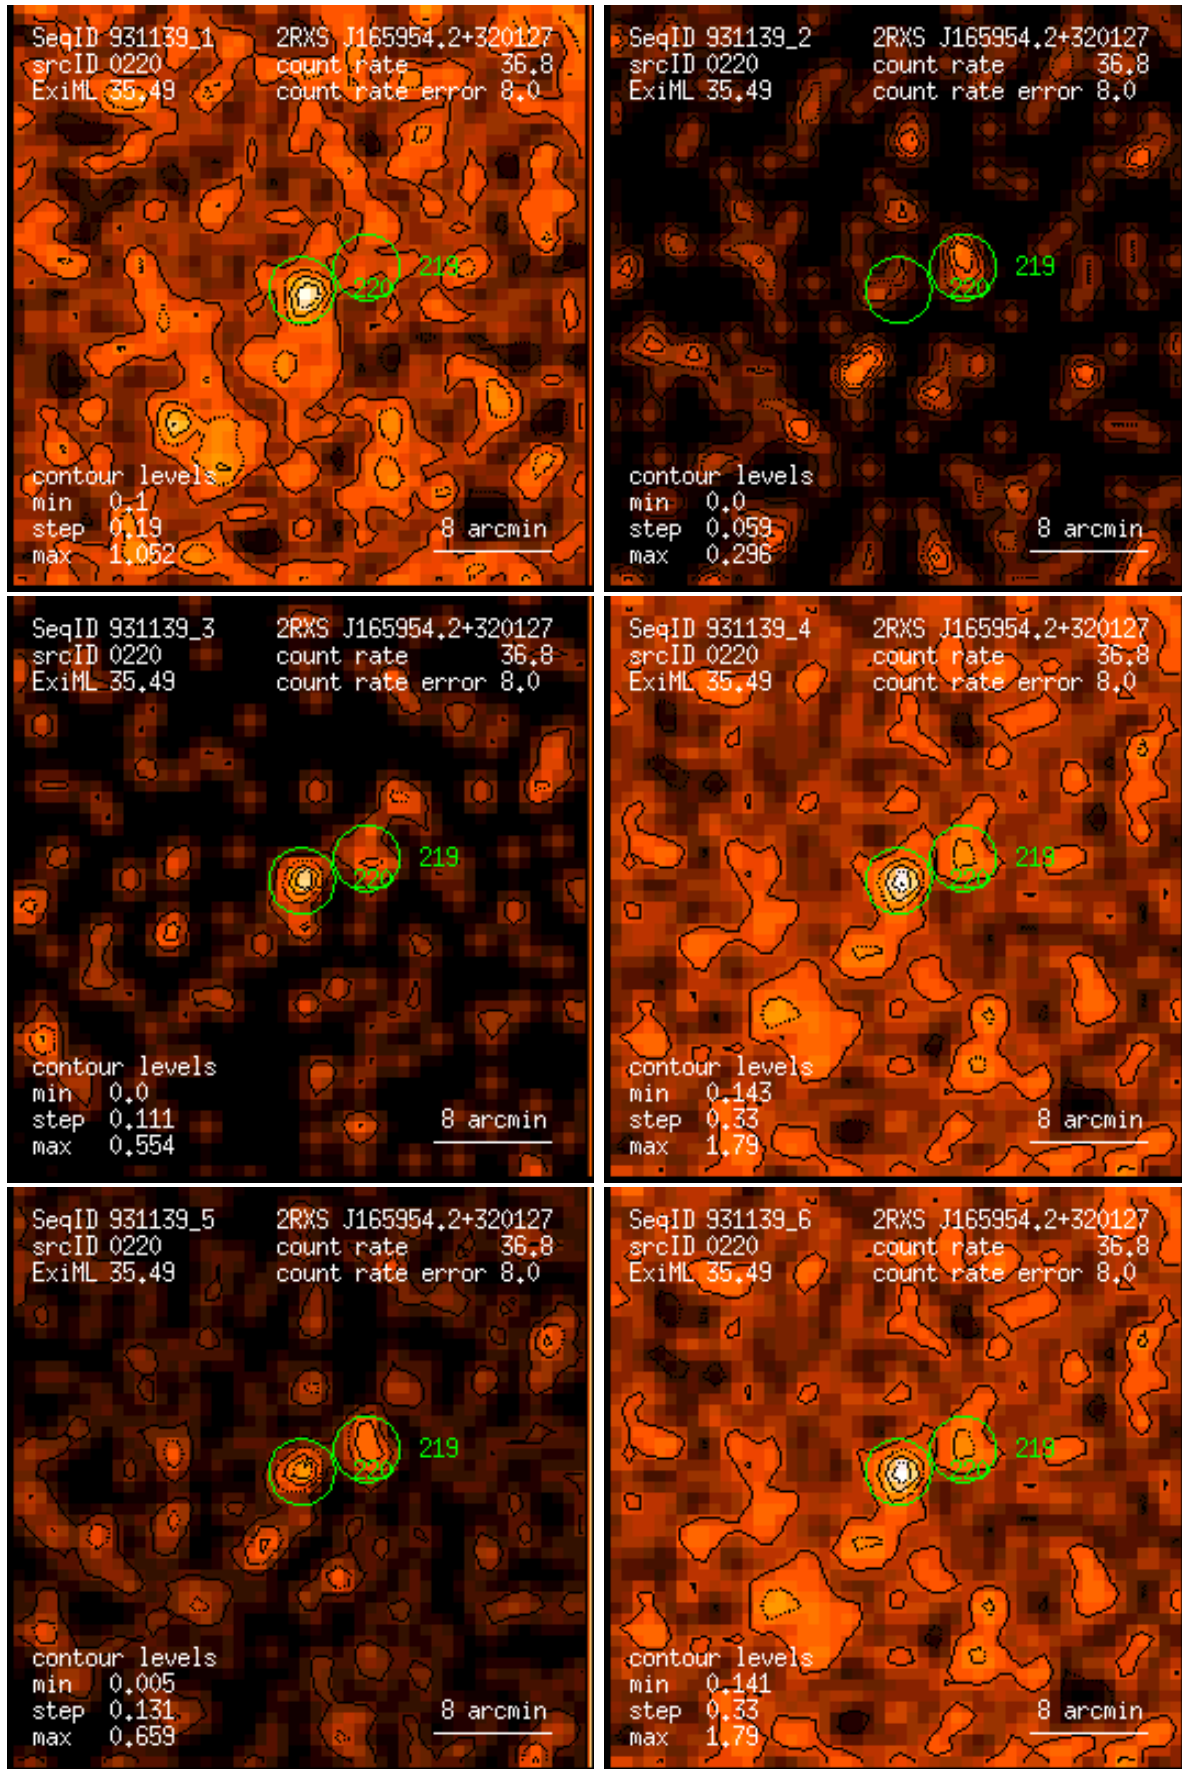 SeqID 931139_1 2RXS J165954.2+320127
srcID 0220 count rate 36.8
ExiML 35.49 count rate error 8.0
219
220
contour levels
min 0.1
step 0.19 8 arcmin
max 1.052
SeqID 931139_2 2RXS J165954.2+320127
srcID 0220 count rate 36.8
ExiML 35.49 count rate error 8.0
219
220
contour levels
min 0.0
step 0.059 8 arcmin
max 0.296
SeqID 931139_3 2RXS J165954.2+320127
srcID 0220 count rate 36.8
ExiML 35.49 count rate error 8.0
219
220
contour levels
min 0.0
step 0.111 8 arcmin
max 0.554
SeqID 931139_4 2RXS J165954.2+320127
srcID 0220 count rate 36.8
ExiML 35.49 count rate error 8.0
219
220
contour levels
min 0.143
step 0.33 8 arcmin
max 1.79
SeqID 931139_5 2RXS J165954.2+320127
srcID 0220 count rate 36.8
ExiML 35.49 count rate error 8.0
219
220
contour levels
min 0.005
step 0.131 8 arcmin
max 0.659
SeqID 931139_6 2RXS J165954.2+320127
srcID 0220 count rate 36.8
ExiML 35.49 count rate error 8.0
219
220
contour levels
min 0.141
step 0.33 8 arcmin
max 1.79